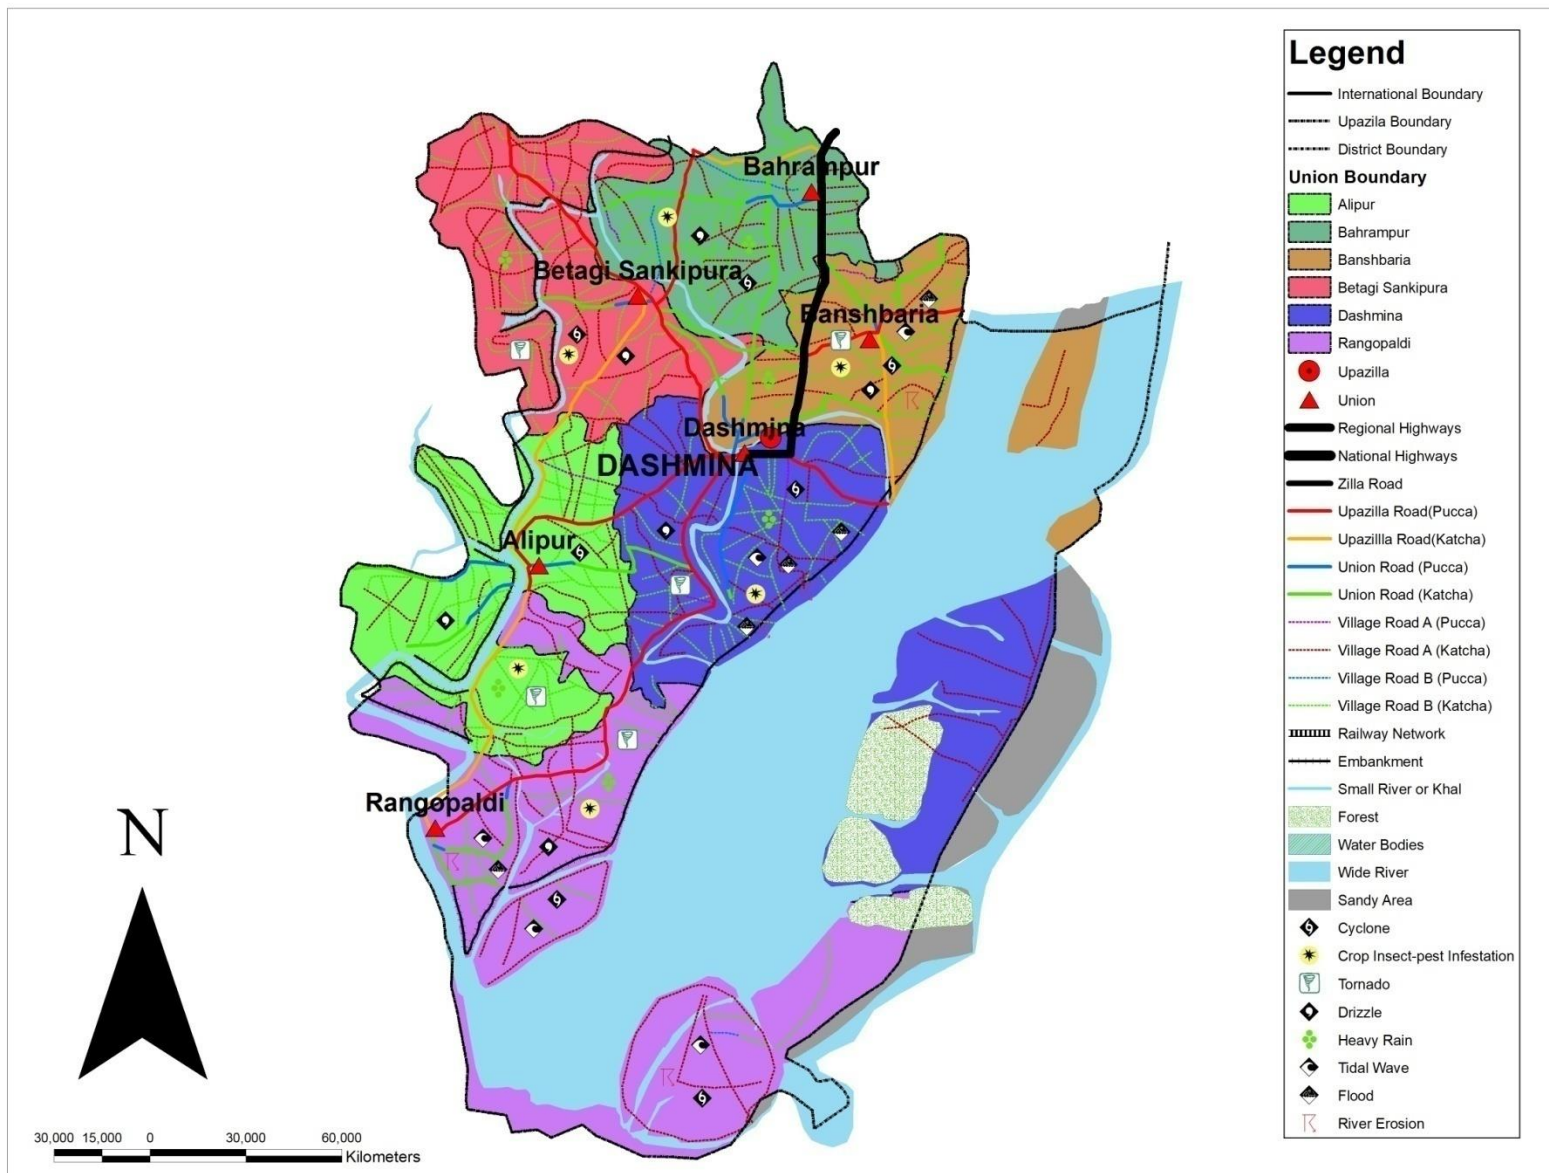 Bahrampur
Betagi Sankipura
Banshbaria
Dashmina
DASHMINA
Alipur
Rangopaldi
N
30,000 15,000 0 30,000 60,000
Kilometers
Legend
International Boundary
Upazila Boundary
District Boundary
Union Boundary
Alipur
Bahrampur
Banshbaria
Betagi Sankipura
Dashmina
Rangopaldi
Upazilla
Union
Regional Highways
National Highways
Zilla Road
Upazilla Road(Pucca)
Upazillla Road(Katcha)
Union Road (Pucca)
Union Road (Katcha)
Village Road A (Pucca)
Village Road A (Katcha)
Village Road B (Pucca)
Village Road B (Katcha)
Railway Network
Embankment
Small River or Khal
Forest
Water Bodies
Wide River
Sandy Area
Cyclone
Crop Insect-pest Infestation
Tornado
Drizzle
Heavy Rain
Tidal Wave
Flood
River Erosion